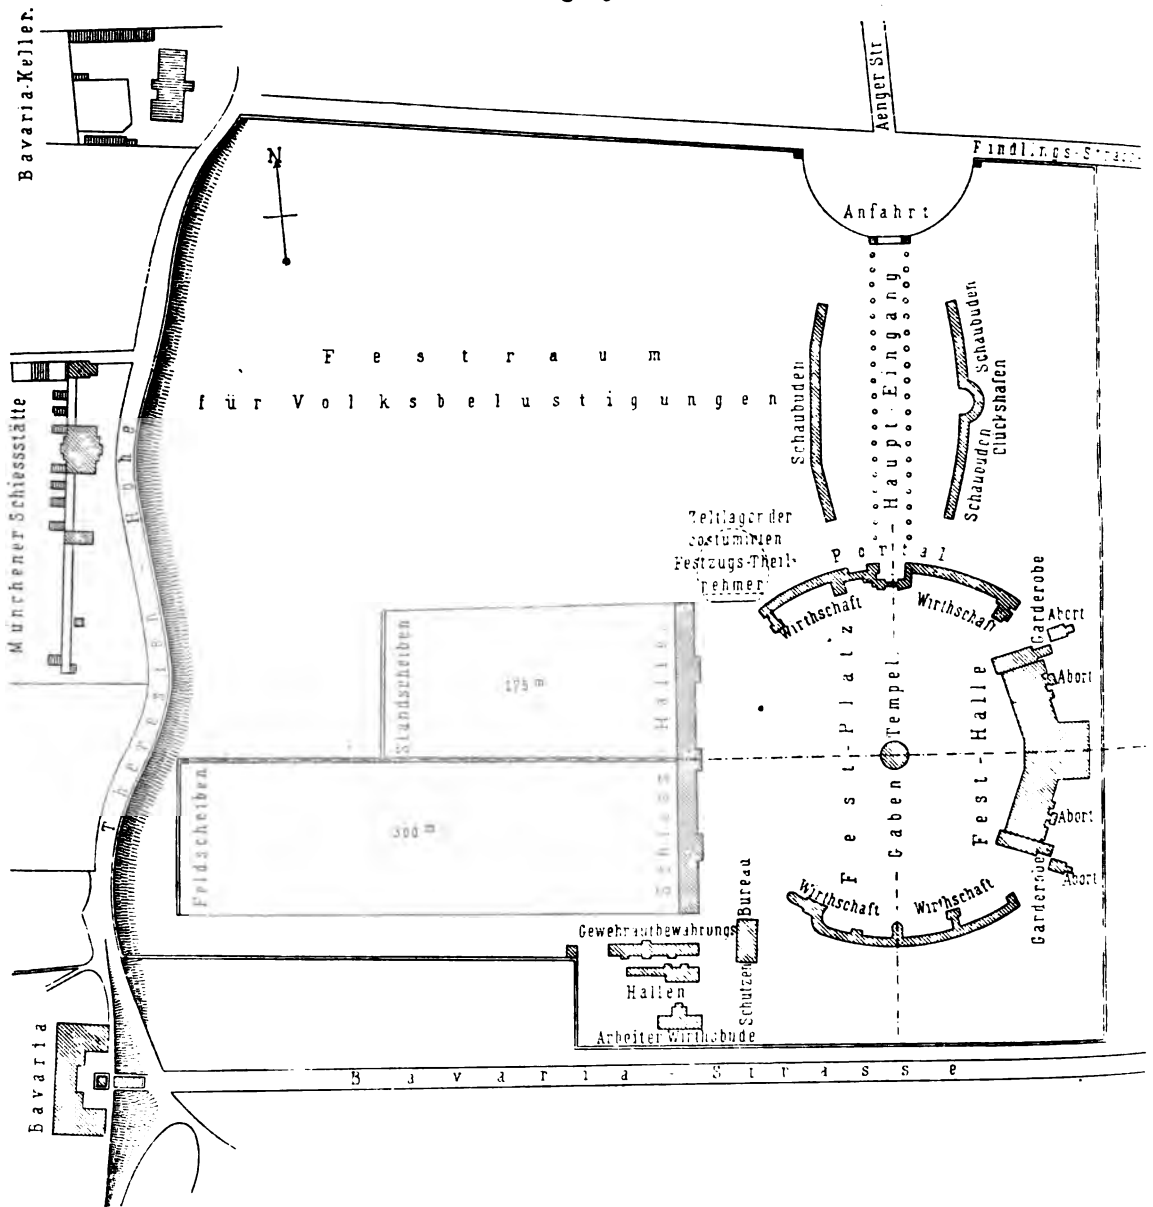 Bavaria-Keller.
Aenger Str
Findlings-Strasse
N
Anfahrt
Haupt-Eingang
Schaubuden
Schaubuden
Glückshafen
Schaubuden
Festraum
für Volksbelustigungen
Münchener Schiessstätte
Theresien-Höhe
Zeltlager der
costümirten
Festzugs-Theil-
nehmer
Portal
Wirthschaft
Wirthschaft
Garderobe
Abort
Abort
Standscheiben
175 m
Schiess-Halle
Fest-Platz
Gaben Tempel
Fest-Halle
Feldscheiben
300 m
Abort
Abort
Garderobe
Wirthschaft
Wirthschaft
Schützen Bureau
Gewehraufbewahrungs
Hallen
Arbeiter Wirthsbude
Bavaria
Bavaria-Strasse